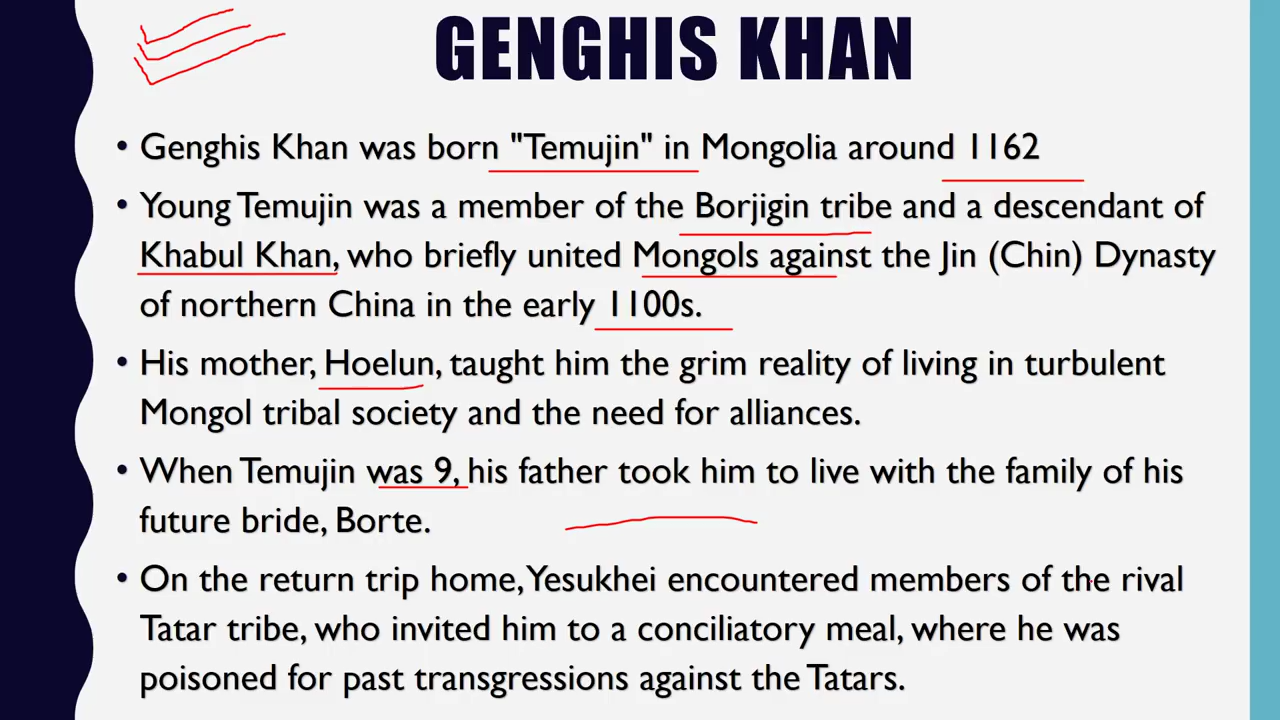 GENGHIS KHAN
• Genghis Khan was born "Temujin" in Mongolia around 1162
• Young Temujin was a member of the Borjigin tribe and a descendant of
Khabul Khan, who briefly united Mongols against the Jin (Chin) Dynasty
of northern China in the early 1100s.
• His mother, Hoelun, taught him the grim reality of living in turbulent
Mongol tribal society and the need for alliances.
• When Temujin was 9, his father took him to live with the family of his
future bride, Borte.
• On the return trip home, Yesukhei encountered members of the rival
Tatar tribe, who invited him to a conciliatory meal, where he was
poisoned for past transgressions against the Tatars.